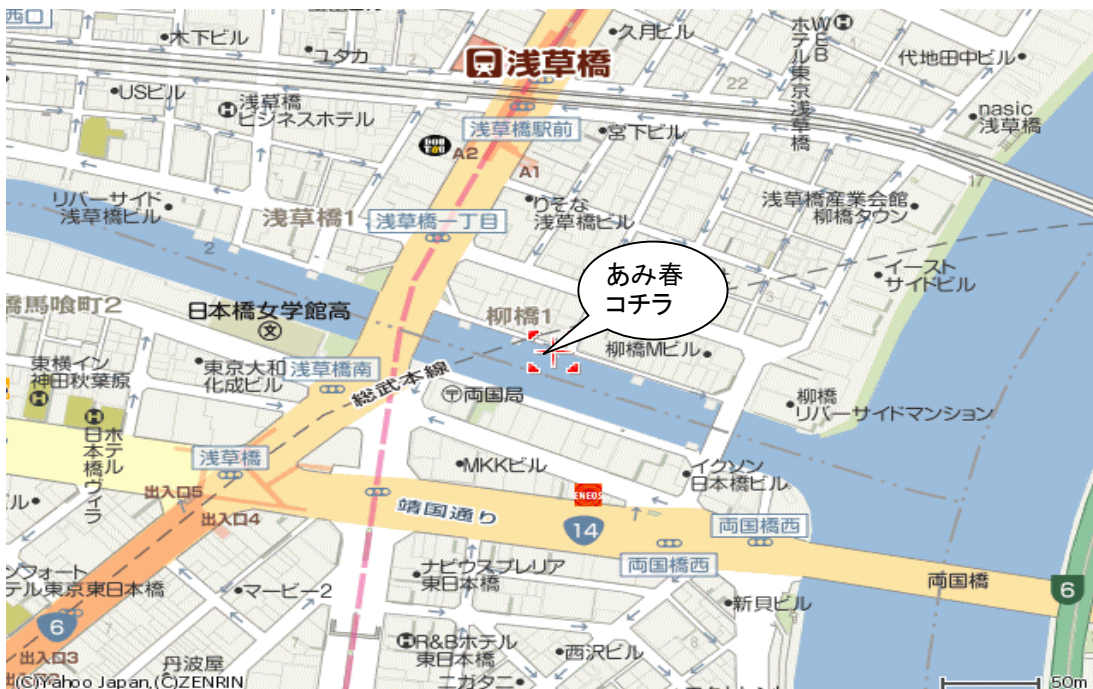 西口
木下ビル
ユタカ
久月ビル
WEB
ホテル東京浅草橋
代地田中ビル
浅草橋
USビル
浅草橋
ビジネスホテル
22
nasic
浅草橋
浅草橋駅前
宮下ビル
A2
A1
17
リバーサイド
浅草橋ビル
浅草橋1
浅草橋一丁目
りそな
浅草橋ビル
浅草橋産業会館
柳橋タウン
2
あみ春
コチラ
3
イースト
サイドビル
橋馬喰町2
日本橋女学館高
文
柳橋1
柳橋Mビル
東横イン
神田秋葉原
東京大和
化成ビル
浅草橋南
総武本線
〒両国局
柳橋
リバーサイドマンション
ホテル
日本橋ヴィラ
浅草橋
MKKビル
イクソン
日本橋ビル
出入口5
出入口4
ENEOS
靖国通り
14
両国橋西
両国橋西
ンフォート
テル東京東日本橋
マービー2
ナビウスプレリア
東日本橋
両国橋
6
新貝ビル
6
出入口3
丹波屋
R&Bホテル
東日本橋
西沢ビル
ニガタニ
(C)Yahoo Japan,(C)ZENRIN
50m